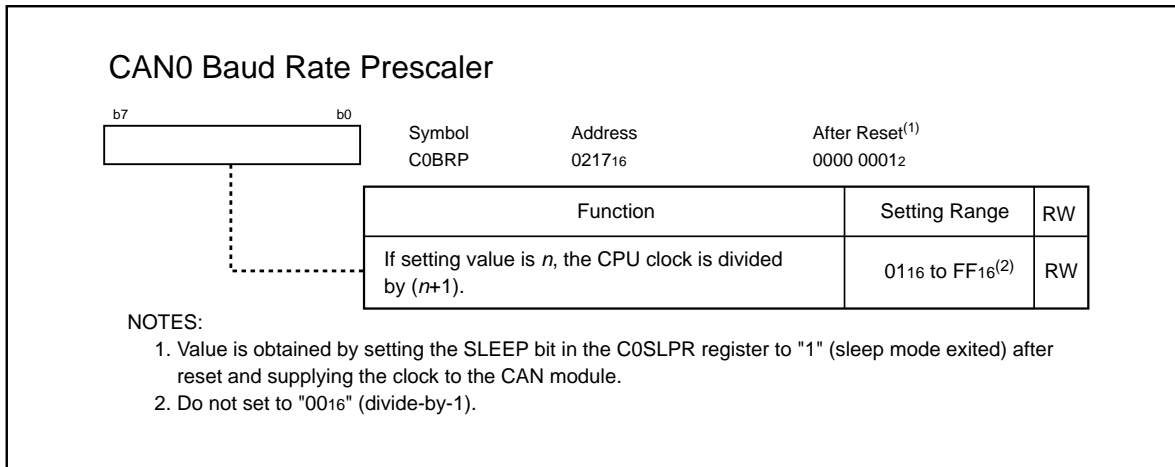 CAN0 Baud Rate Prescaler
b7 b0
Symbol Address After Reset(1)
C0BRP 021716 0000 00012
Function Setting Range RW
If setting value is n, the CPU clock is divided
by (n+1).
0116 to FF16(2) RW
NOTES:
1. Value is obtained by setting the SLEEP bit in the C0SLPR register to "1" (sleep mode exited) after
reset and supplying the clock to the CAN module.
2. Do not set to "0016" (divide-by-1).